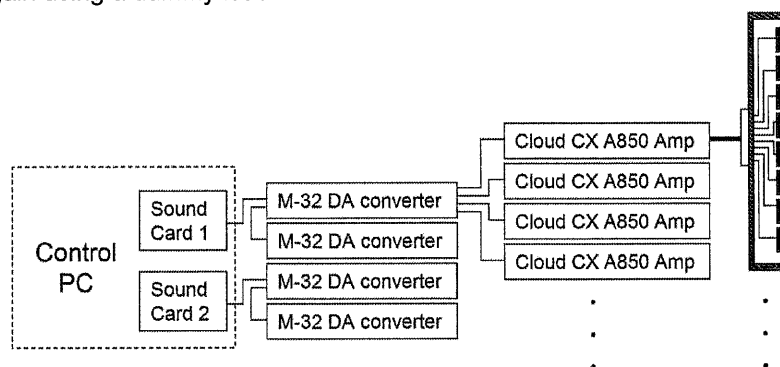 Control
PC
Sound
Card 1
Sound
Card 2
M-32 DA converter
M-32 DA converter
M-32 DA converter
M-32 DA converter
Cloud CX A850 Amp
Cloud CX A850 Amp
Cloud CX A850 Amp
Cloud CX A850 Amp